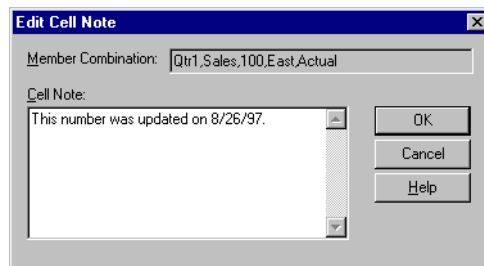 Edit Cell Note
Member Combination: Qtr1,Sales,100,East,Actual
Cell Note:
This number was updated on 8/26/97.
OK
Cancel
Help